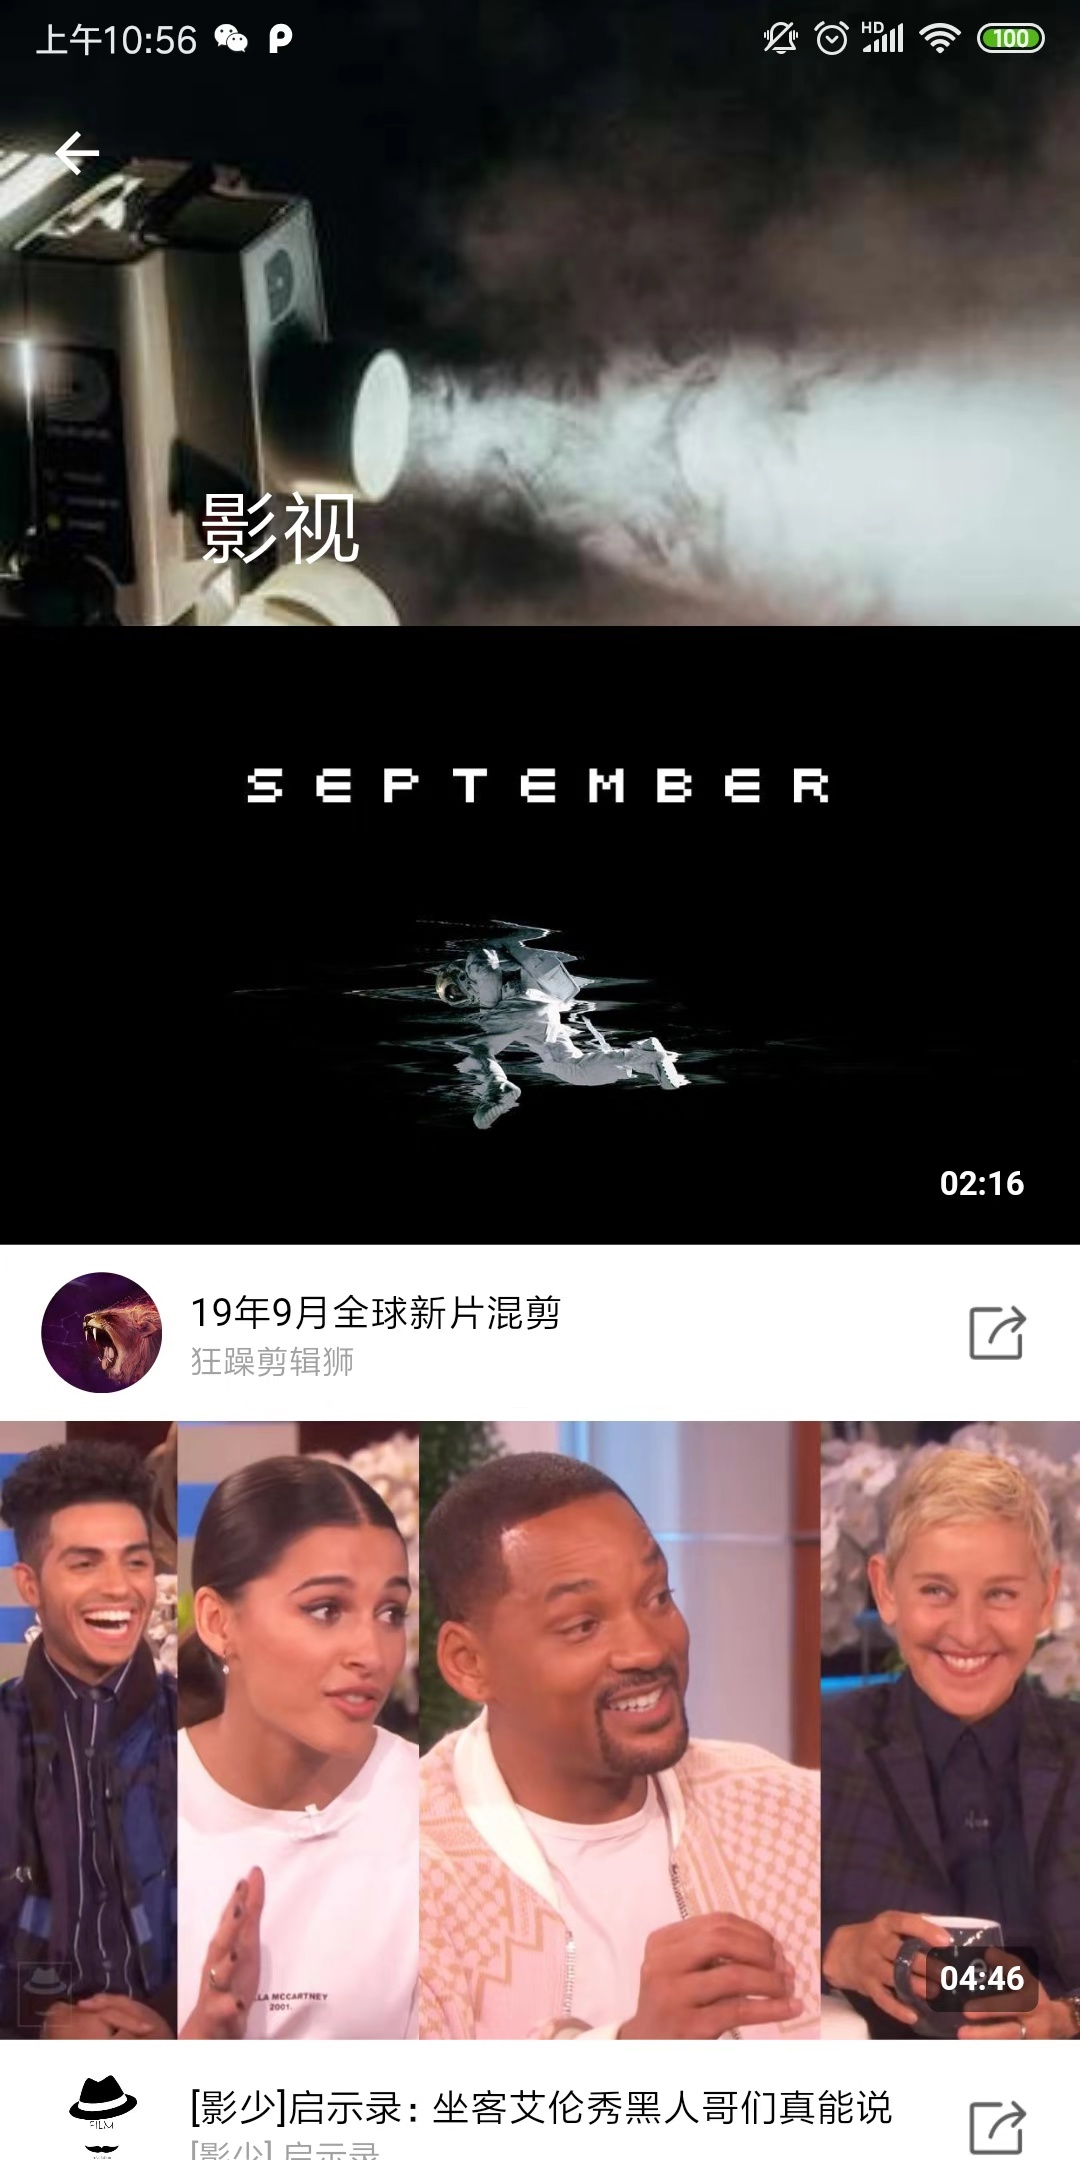 上午10:56
HD
100
影视
SEPTEMBER
02:16
19年9月全球新片混剪
狂躁剪辑狮
LA MCCARTNEY
2001.
04:46
FILM
[影少]启示录：坐客艾伦秀黑人哥们真能说
[影少] 启示录